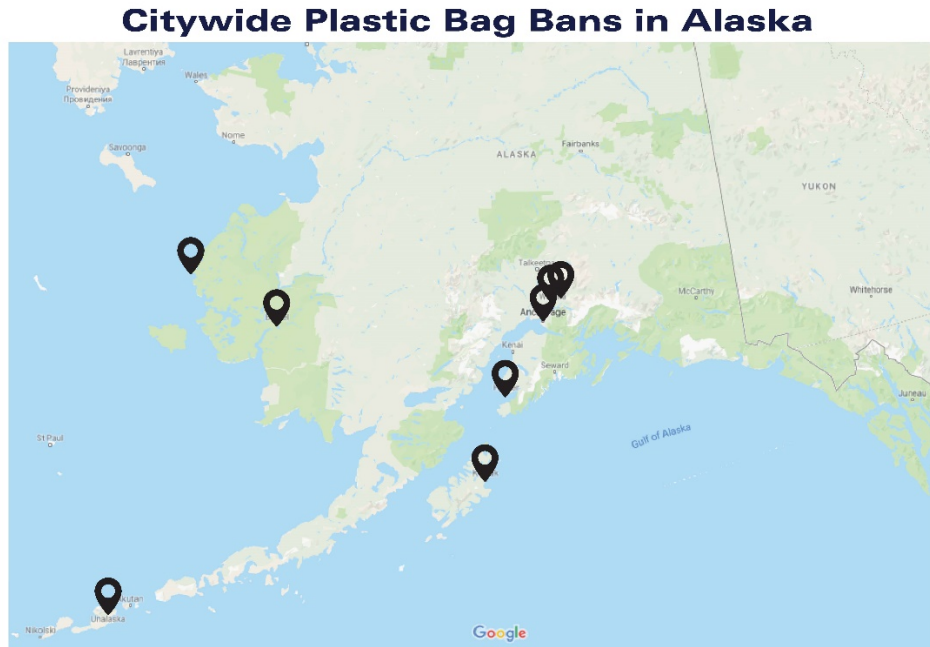 Citywide Plastic Bag Bans in Alaska
Lavrentiya
Лаврентия
Provideniya
Провидения
Wales
Savoonga
Nome
ALASKA
Fairbanks
YUKON
Talkeetna
McCarthy
Whitehorse
Kenai
Seward
Juneau
St Paul
Gulf of Alaska
Unalaska
Nikolski
Google